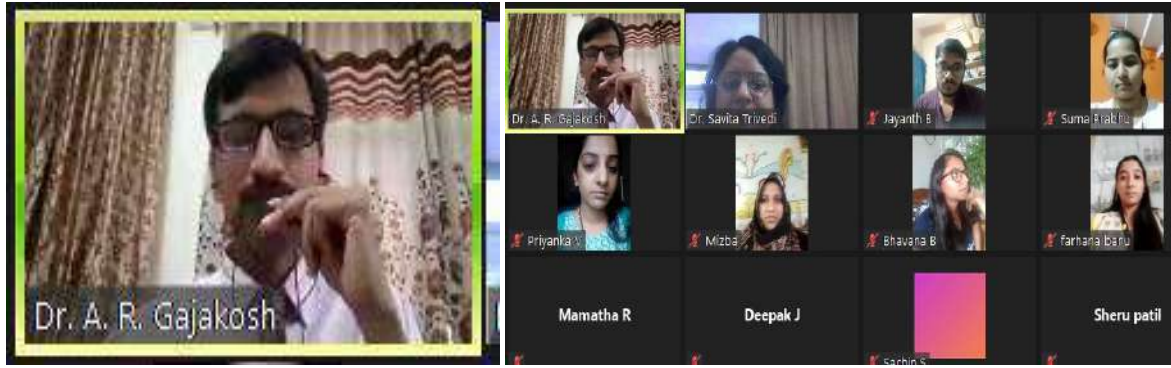 Dr. A. R. Gajakosh
Dr. A. R. Gajakosh
Dr. Savita Trivedi
Jayanth B
Suma Prabhu
Priyanka V
Mizba
Bhavana B
farhana banu
Mamatha R
Deepak J
Sachin S
Sheru patil